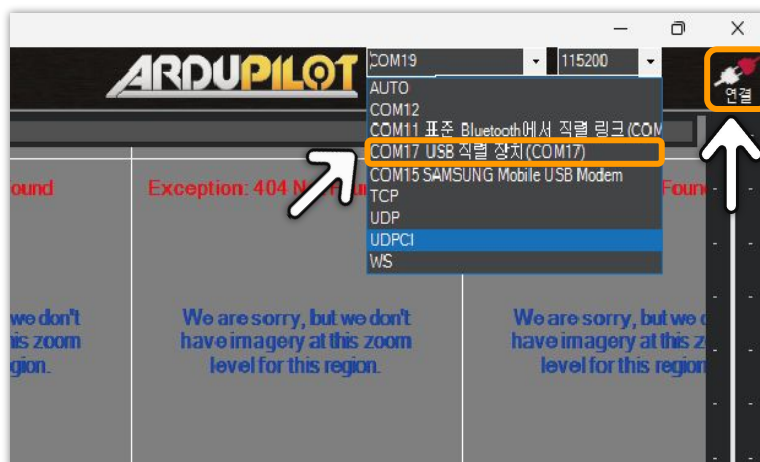 ARDUPILOT
COM19
115200
연결
AUTO
COM12
COM11 표준 Bluetooth에서 직렬 링크(COM
COM17 USB 직렬 장치(COM17)
COM15 SAMSUNG Mobile USB Modem
TCP
UDP
UDPCl
WS
ound
Exception: 404 N
Foun
we don't
his zoom
gion.
We are sorry, but we don't
have imagery at this zoom
level for this region.
We are sorry, but we d
have imagery at this z
level for this region